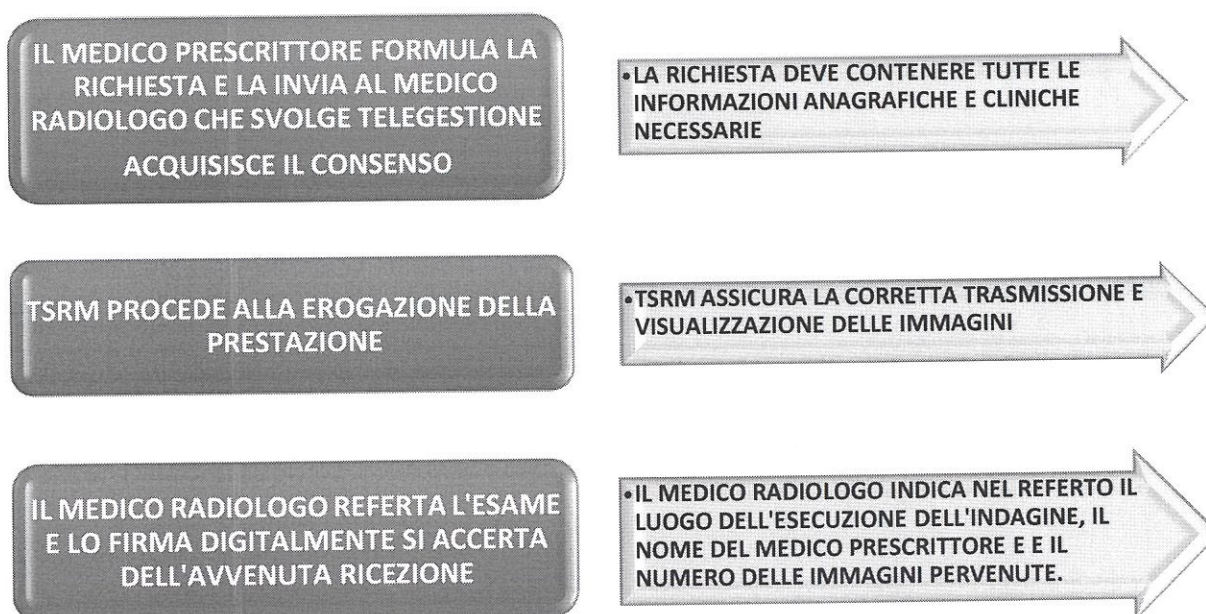 IL MEDICO PRESCRITTORE FORMULA LA
RICHIESTA E LA INVIA AL MEDICO
RADIOLOGO CHE SVOLGE TELEGESTIONE
ACQUISISCE IL CONSENSO
•LA RICHIESTA DEVE CONTENERE TUTTE LE
INFORMAZIONI ANAGRAFICHE E CLINICHE
NECESSARIE
TSRM PROCEDE ALLA EROGAZIONE DELLA
PRESTAZIONE
•TSRM ASSICURA LA CORRETTA TRASMISSIONE E
VISUALIZZAZIONE DELLE IMMAGINI
IL MEDICO RADIOLOGO REFERTA L'ESAME
E LO FIRMA DIGITALMENTE SI ACCERTA
DELL'AVVENUTA RICEZIONE
•IL MEDICO RADIOLOGO INDICA NEL REFERTO IL
LUOGO DELL'ESECUZIONE DELL'INDAGINE, IL
NOME DEL MEDICO PRESCRITTORE E E IL
NUMERO DELLE IMMAGINI PERVENUTE.